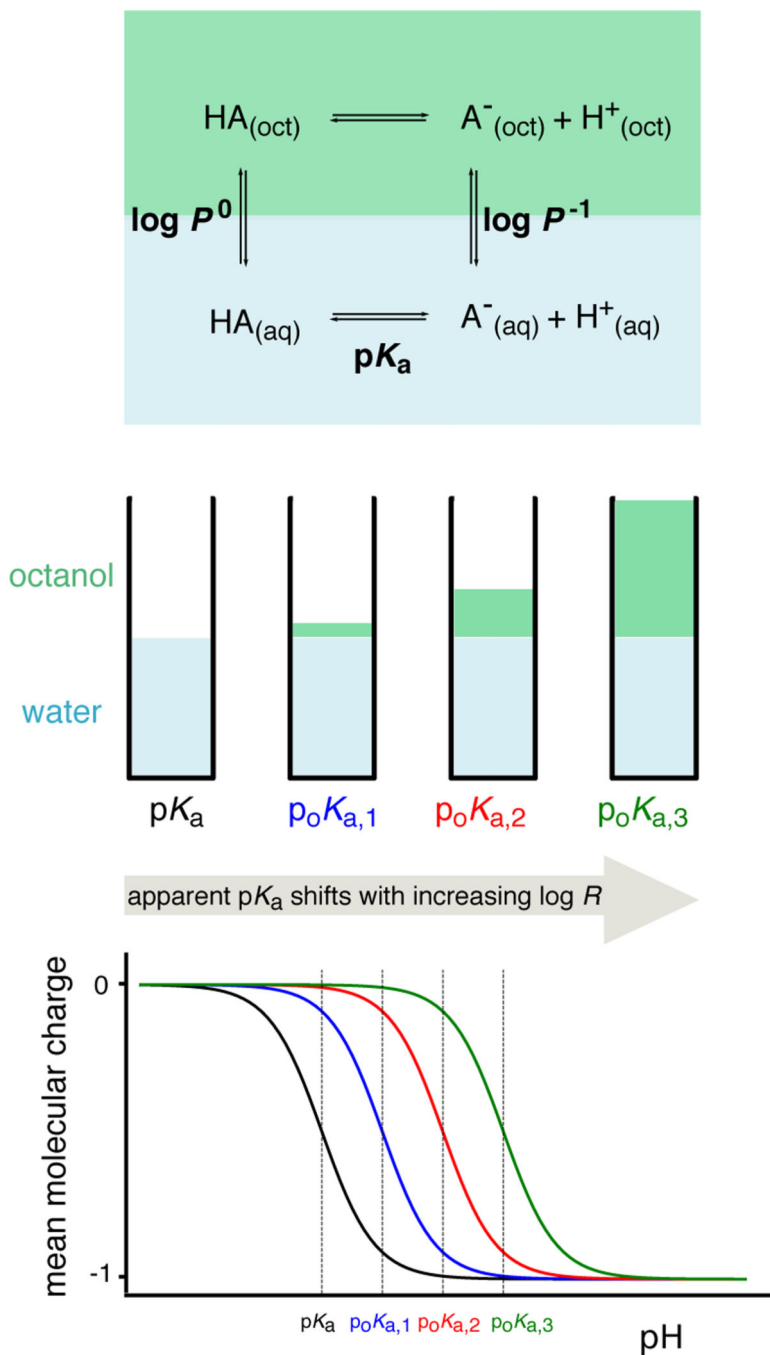 HA(oct) A⁻(oct) + H⁺(oct)
log P⁰ log P⁻¹
HA(aq) A⁻(aq) + H⁺(aq)
pKa
octanol
water
pKa poKa,1 poKa,2 poKa,3
apparent pKa shifts with increasing log R
mean molecular charge
0
-1
pKa poKa,1 poKa,2 poKa,3
pH